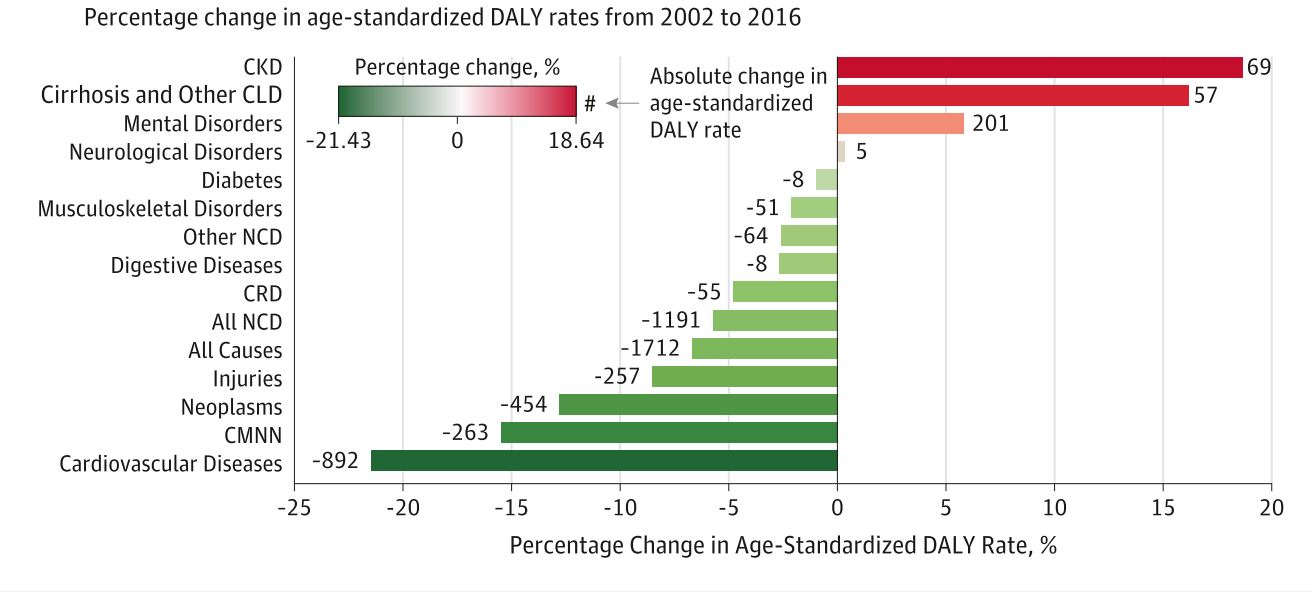 Percentage change in age-standardized DALY rates from 2002 to 2016
Percentage change, %
-21.43 0 18.64
#
Absolute change in
age-standardized
DALY rate
CKD 69
Cirrhosis and Other CLD 57
Mental Disorders 201
Neurological Disorders 5
Diabetes -8
Musculoskeletal Disorders -51
Other NCD -64
Digestive Diseases -8
CRD -55
All NCD -1191
All Causes -1712
Injuries -257
Neoplasms -454
CMNN -263
Cardiovascular Diseases -892
-25 -20 -15 -10 -5 0 5 10 15 20
Percentage Change in Age-Standardized DALY Rate, %